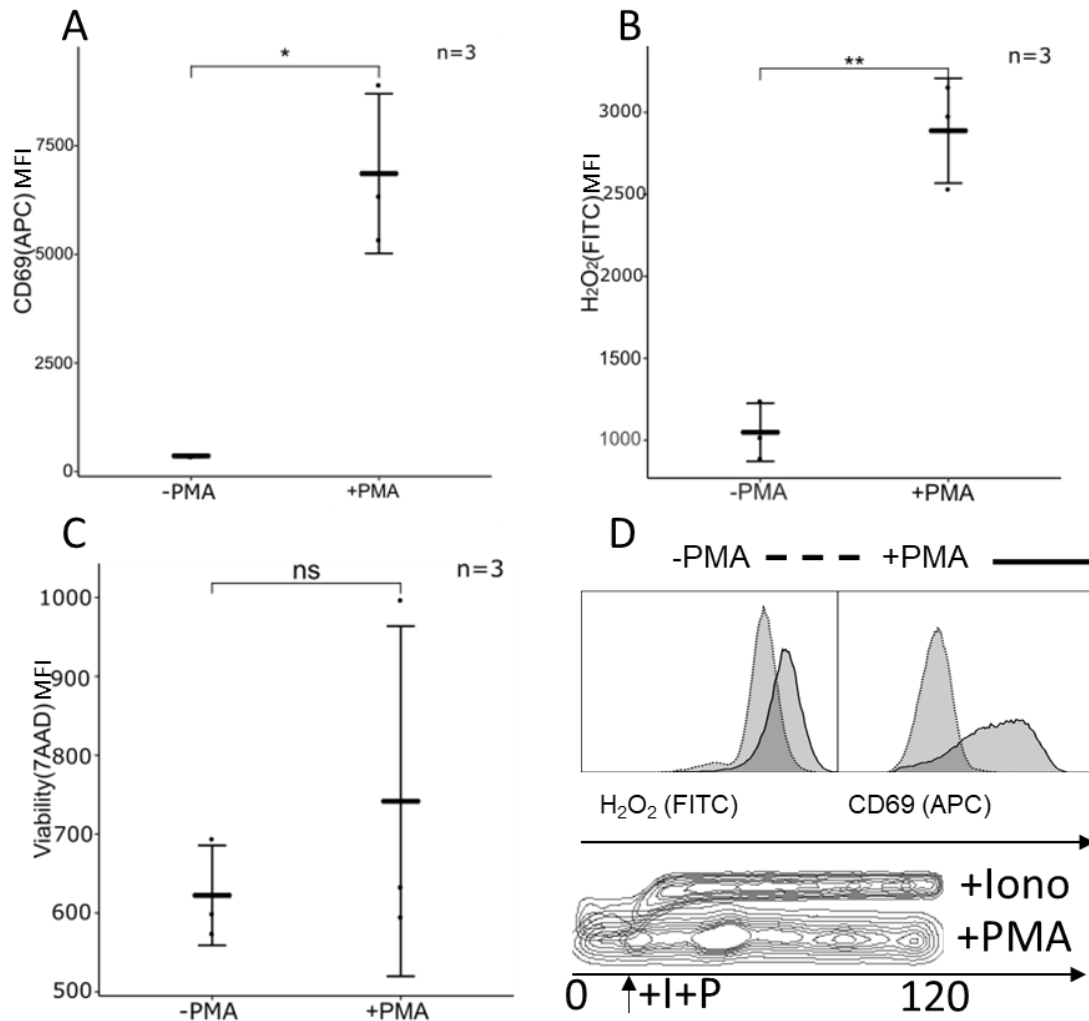 A
n=3
*
CD69(APC) MFI
7500
5000
2500
0
-PMA
+PMA
B
n=3
**
H₂O₂(FITC)MFI
3000
2500
2000
1500
1000
-PMA
+PMA
C
n=3
ns
Viability(7AAD)MFI
1000
900
800
700
600
500
-PMA
+PMA
D
-PMA +PMA
H₂O₂ (FITC) CD69 (APC)
+Iono
+PMA
0 +I+P 120